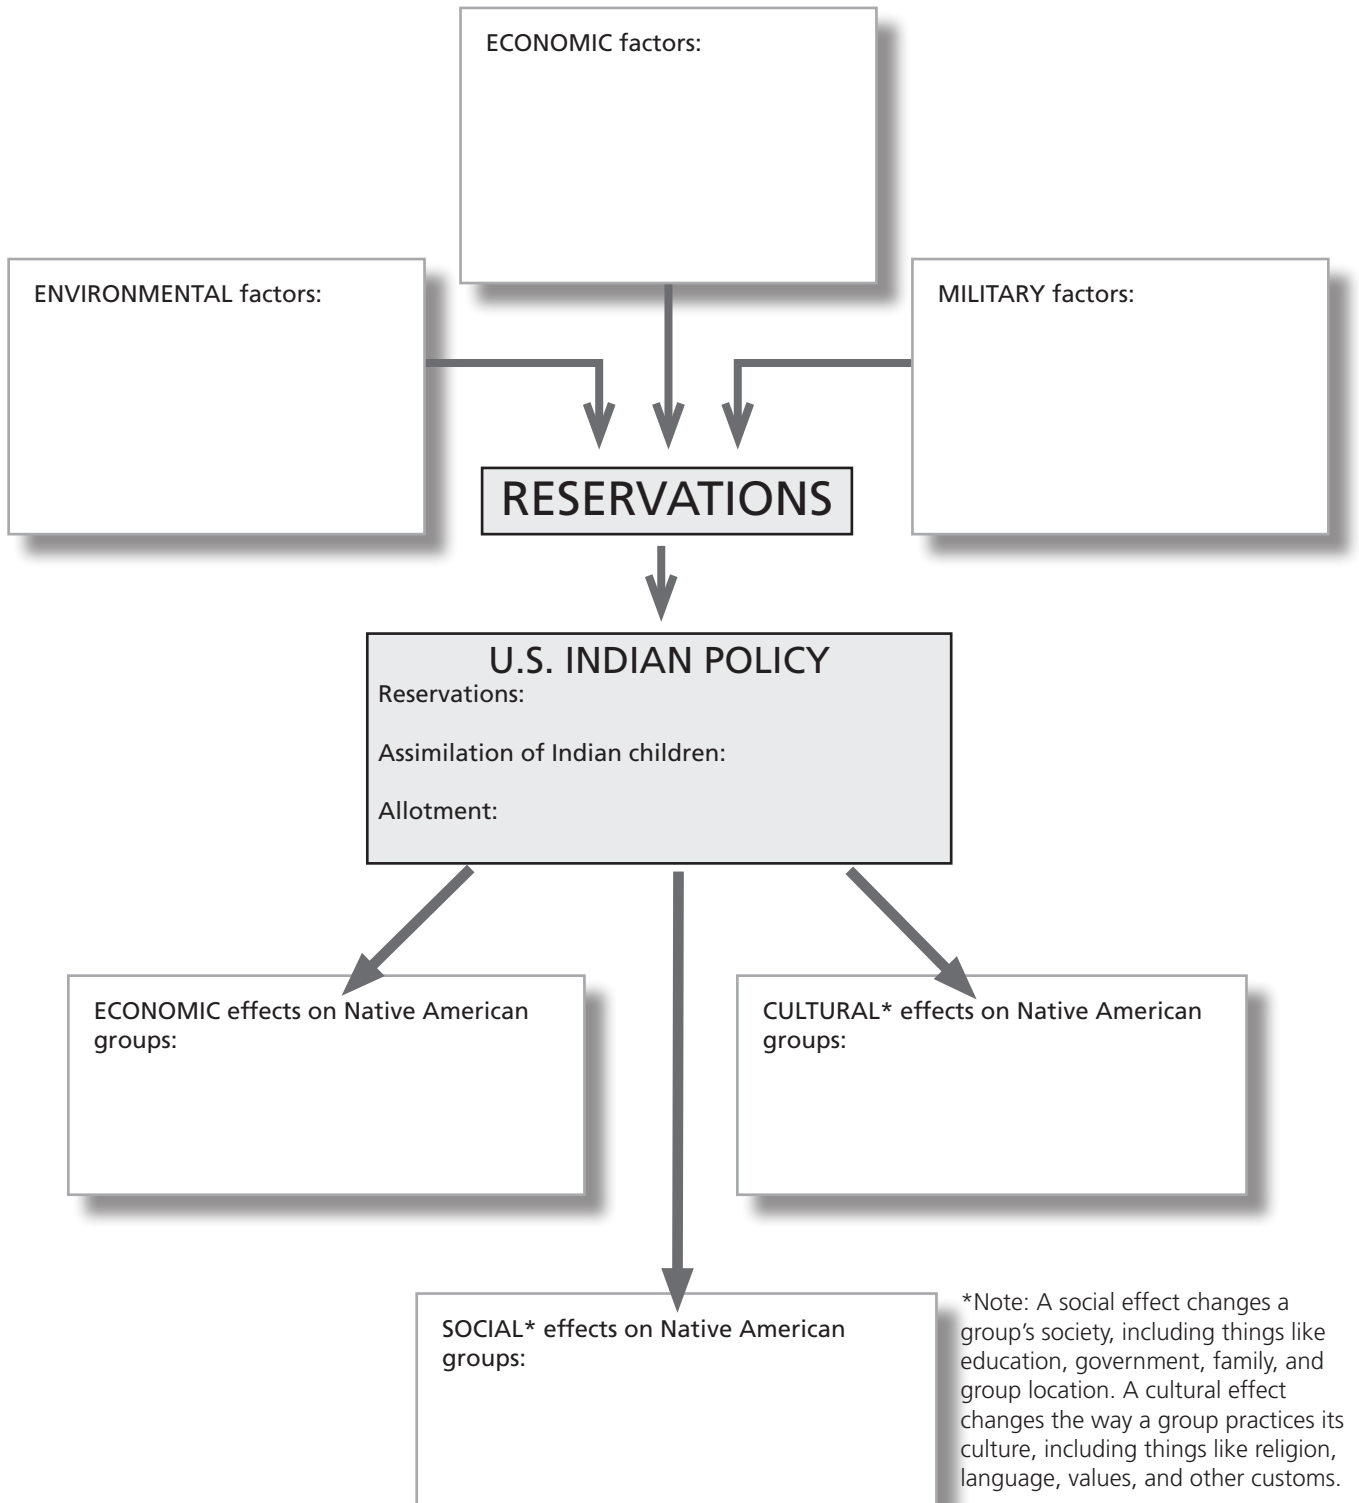 ECONOMIC factors:
ENVIRONMENTAL factors:
MILITARY factors:
RESERVATIONS
U.S. INDIAN POLICY
Reservations:
Assimilation of Indian children:
Allotment:
ECONOMIC effects on Native American
groups:
CULTURAL* effects on Native American
groups:
SOCIAL* effects on Native American
groups:
*Note: A social effect changes a
group’s society, including things like
education, government, family, and
group location. A cultural effect
changes the way a group practices its
culture, including things like religion,
language, values, and other customs.